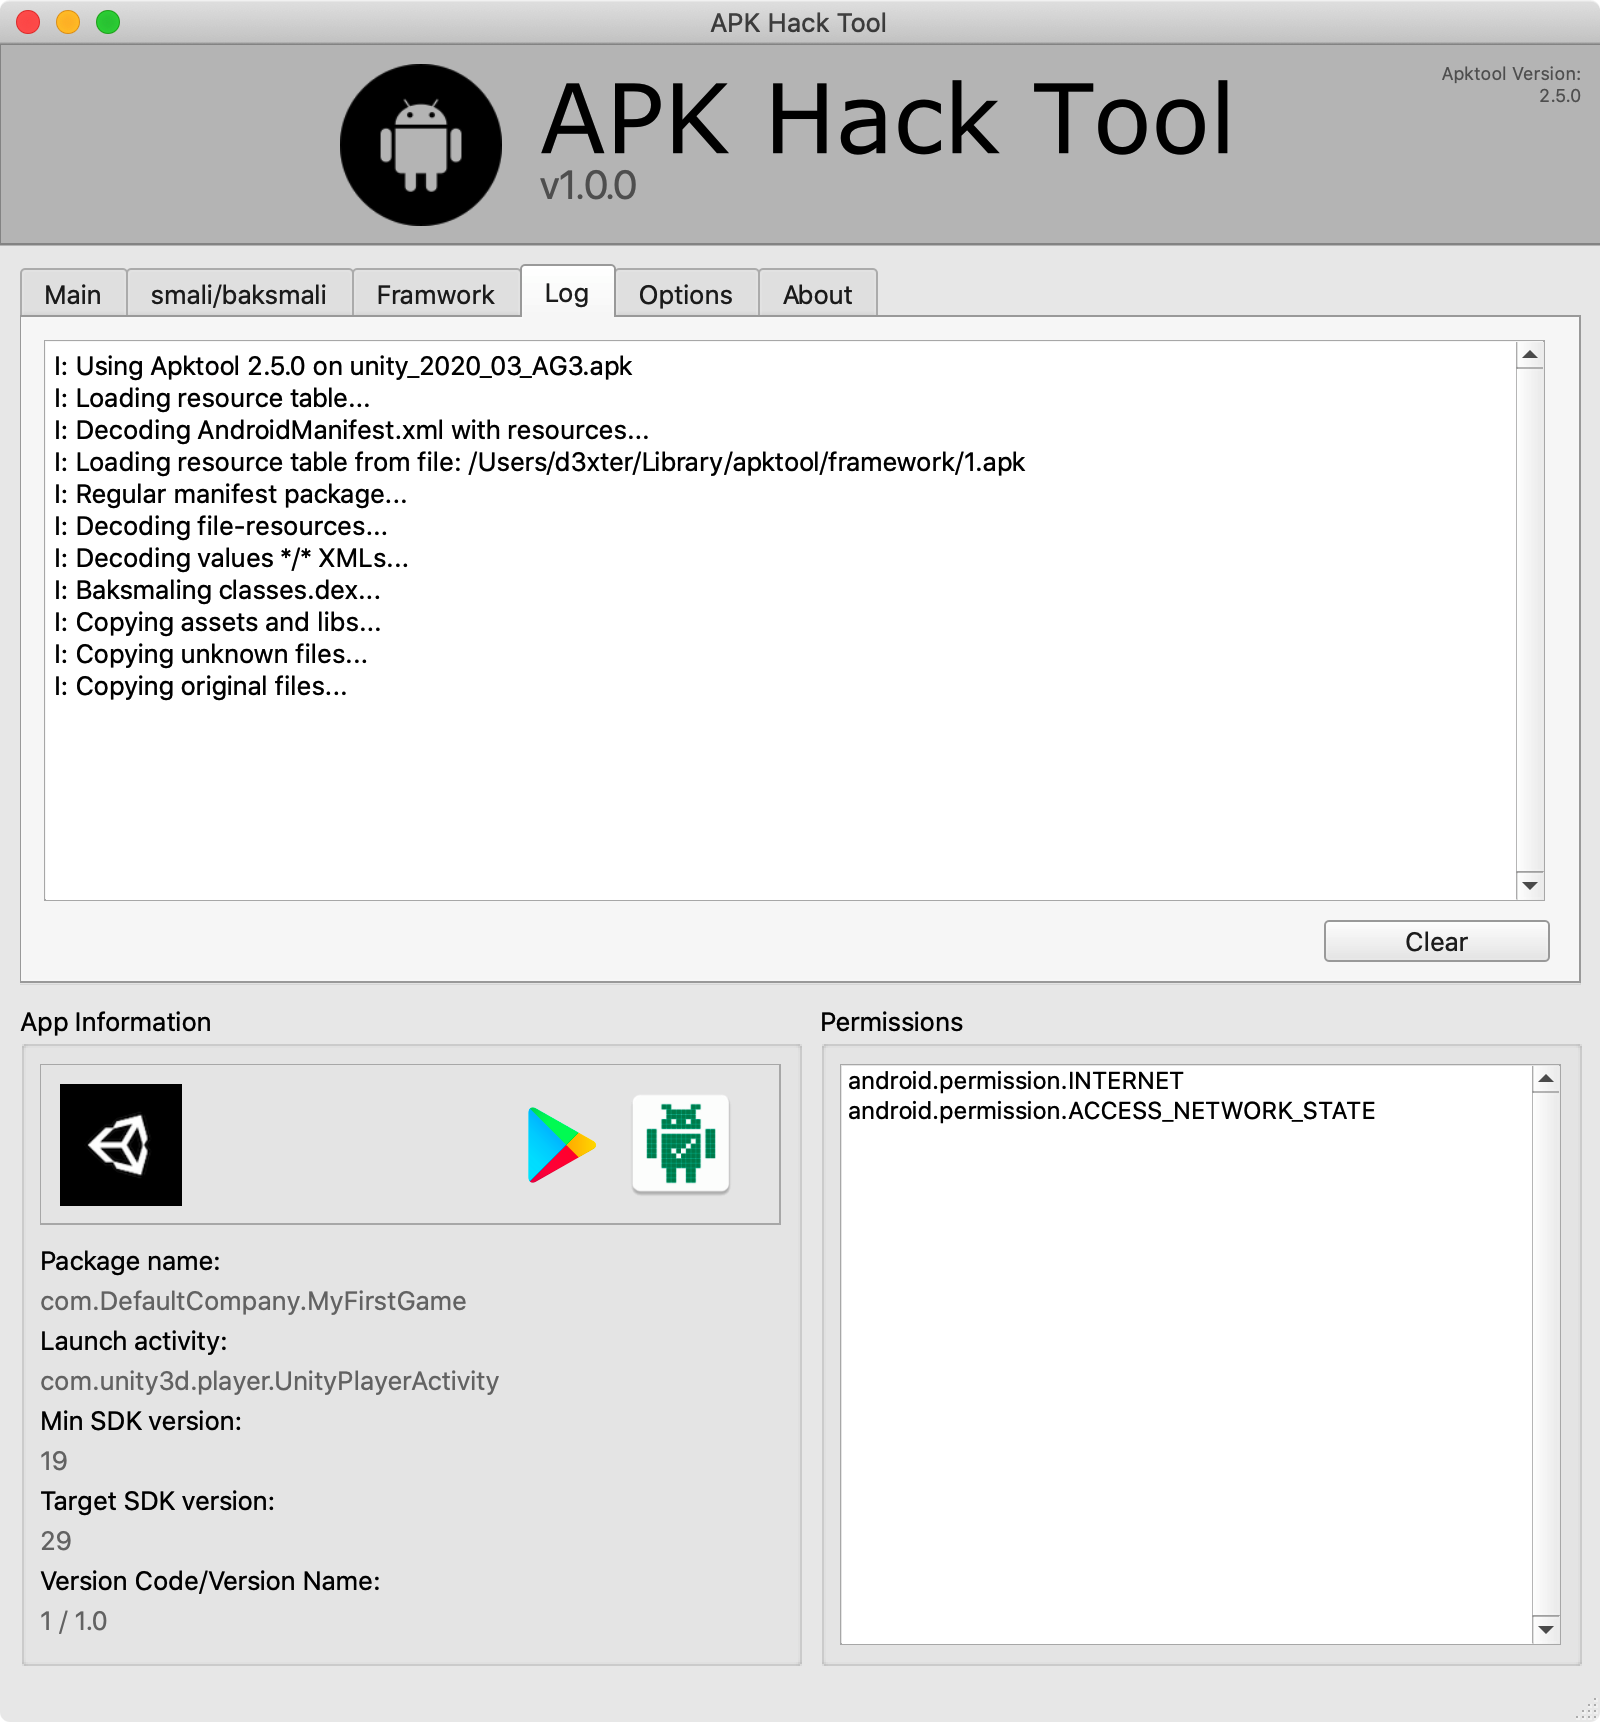 APK Hack Tool
APK Hack Tool
v1.0.0
Apktool Version:
2.5.0
Main
smali/baksmali
Framwork
Log
Options
About
I: Using Apktool 2.5.0 on unity_2020_03_AG3.apk
I: Loading resource table...
I: Decoding AndroidManifest.xml with resources...
I: Loading resource table from file: /Users/d3xter/Library/apktool/framework/1.apk
I: Regular manifest package...
I: Decoding file-resources...
I: Decoding values */* XMLs...
I: Baksmaling classes.dex...
I: Copying assets and libs...
I: Copying unknown files...
I: Copying original files...
Clear
App Information
Package name:
com.DefaultCompany.MyFirstGame
Launch activity:
com.unity3d.player.UnityPlayerActivity
Min SDK version:
19
Target SDK version:
29
Version Code/Version Name:
1 / 1.0
Permissions
android.permission.INTERNET
android.permission.ACCESS_NETWORK_STATE